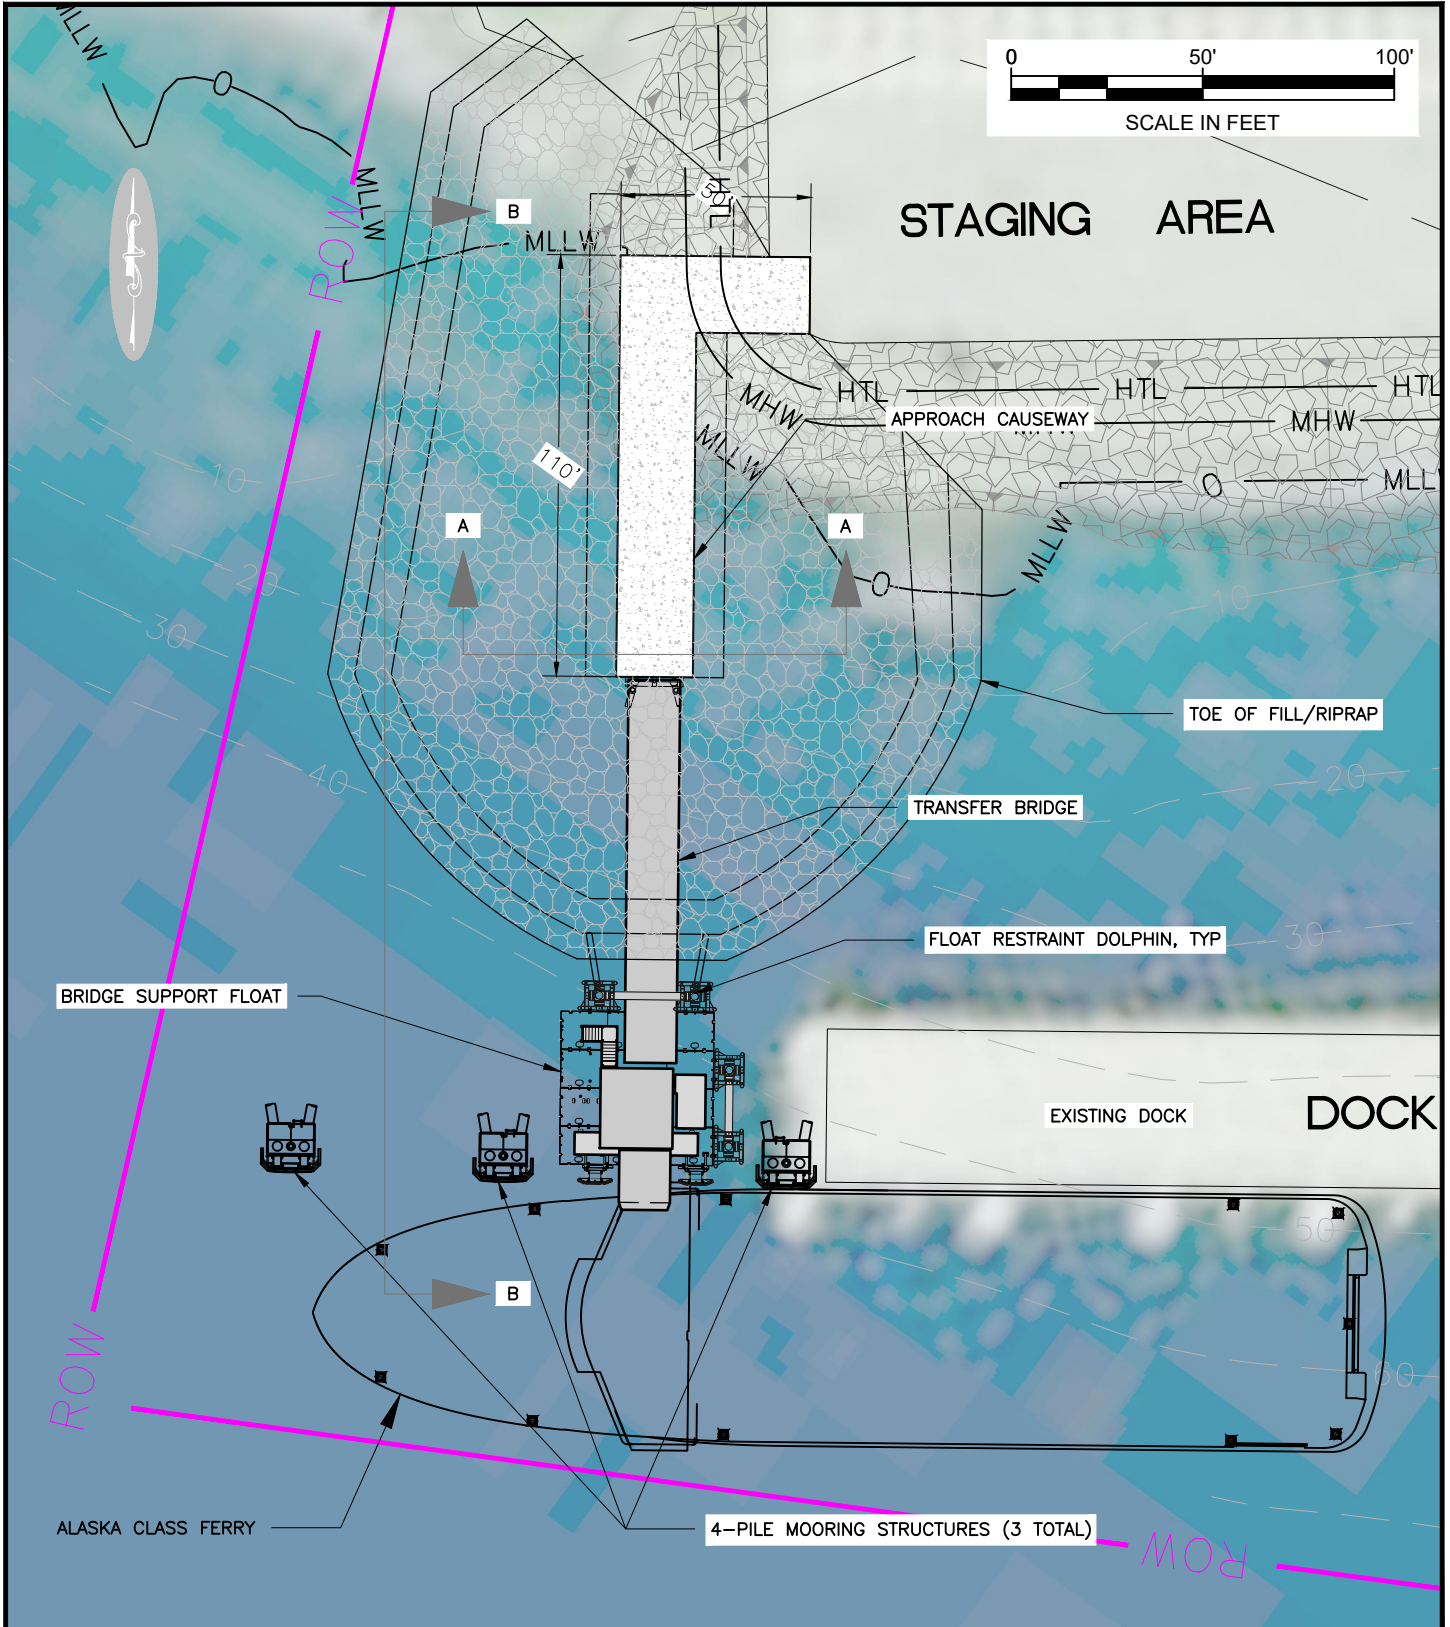 MLLW
0
0 50' 100'
SCALE IN FEET
MLLW
ROW
B
MLLW
50'
HTL
STAGING AREA
MHW
HTL
HTL
HTL
APPROACH CAUSEWAY
MHW
MHW
MLLW
110'
10
0
MLL
A
A
MLLW
0
20
10
30
TOE OF FILL/RIPRAP
40
20
TRANSFER BRIDGE
FLOAT RESTRAINT DOLPHIN, TYP
30
BRIDGE SUPPORT FLOAT
EXISTING DOCK
DOCK
50
B
ROW
60
ALASKA CLASS FERRY
4-PILE MOORING STRUCTURES (3 TOTAL)
ROW